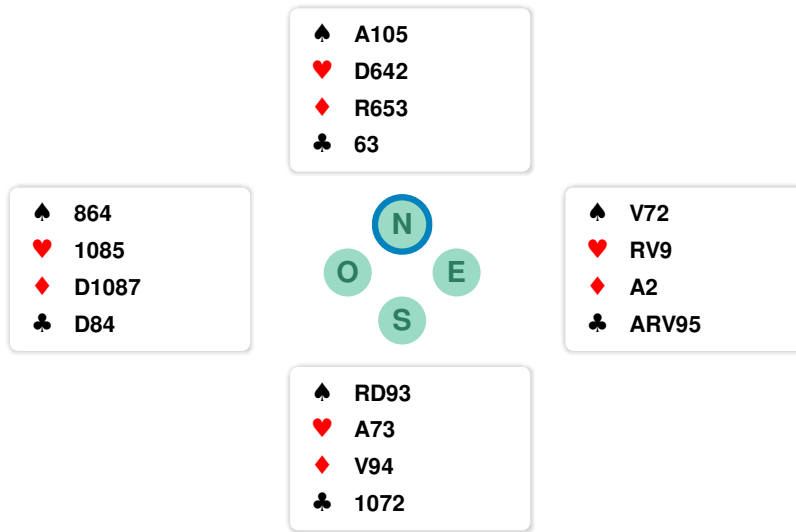 ♠ A105
♥ D642
♦ R653
♣ 63
♠ 864
♥ 1085
♦ D1087
♣ D84
N
O E
S
♠ V72
♥ RV9
♦ A2
♣ ARV95
♠ RD93
♥ A73
♦ V94
♣ 1072